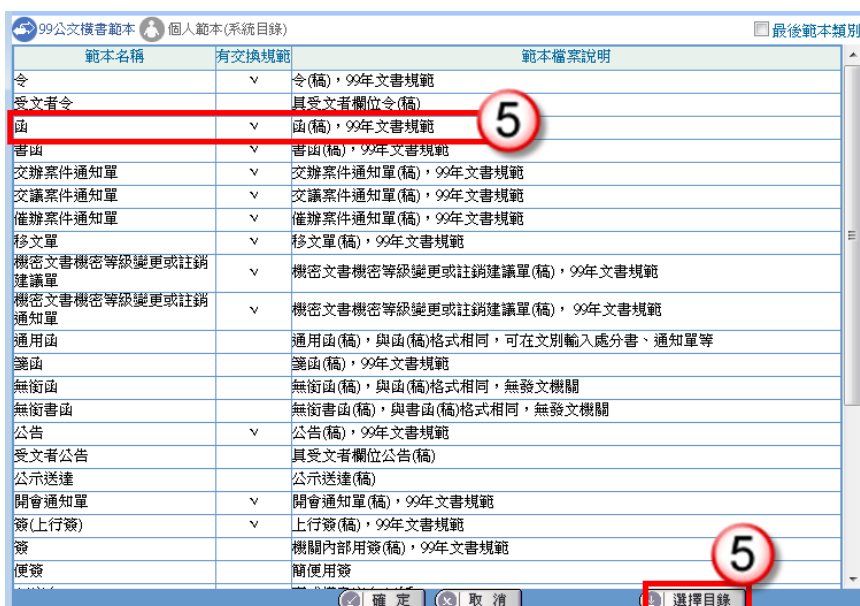 99公文橫書範本 個人範本(系統目錄) 最後範本類別
範本名稱 有交換規範 範本檔案說明
令 v 令(稿)，99年文書規範
受文者令 具受文者欄位令(稿)
函 v 函(稿)，99年文書規範
5
書函 v 書函(稿)，99年文書規範
交辦案件通知單 v 交辦案件通知單(稿)，99年文書規範
交議案件通知單 v 交議案件通知單(稿)，99年文書規範
催辦案件通知單 v 催辦案件通知單(稿)，99年文書規範
移文單 v 移文單(稿)，99年文書規範
機密文書機密等級變更或註銷
建議單 v 機密文書機密等級變更或註銷建議單(稿)，99年文書規範
機密文書機密等級變更或註銷
通知單 v 機密文書機密等級變更或註銷通知單(稿)， 99年文書規範
通用函 通用函(稿)，與函(稿)格式相同，可在文別輸入處分書、通知單等
箋函 箋函(稿)，99年文書規範
無銜函 無銜函(稿)，與函(稿)格式相同，無發文機關
無銜書函 無銜書函(稿)，與書函(稿)格式相同，無發文機關
公告 v 公告(稿)，99年文書規範
受文者公告 具受文者欄位公告(稿)
公示送達 公示送達(稿)
開會通知單 v 開會通知單(稿)，99年文書規範
簽(上行簽) v 上行簽(稿)，99年文書規範
簽 機關內部用簽(稿)，99年文書規範
便簽 簡便用簽
5
確 定 取 消 選擇目錄